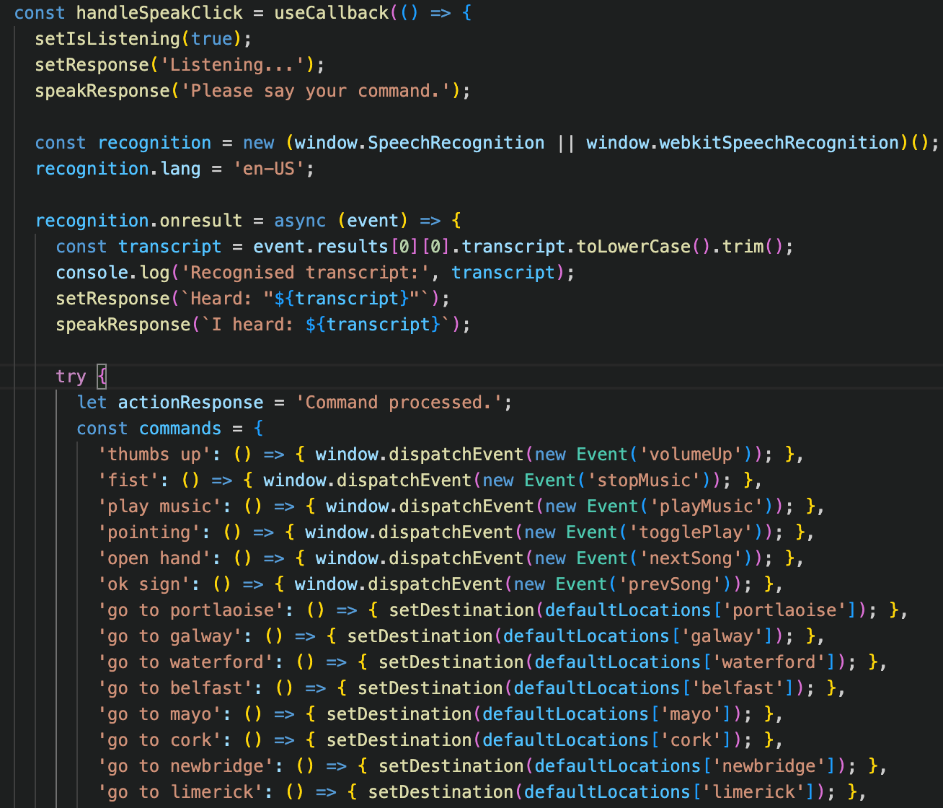 const handleSpeakClick = useCallback(() => {
setIsListening(true);
setResponse('Listening...');
speakResponse('Please say your command.');
const recognition = new (window.SpeechRecognition || window.webkitSpeechRecognition)();
recognition.lang = 'en-US';
recognition.onresult = async (event) => {
const transcript = event.results[0][0].transcript.toLowerCase().trim();
console.log('Recognised transcript:', transcript);
setResponse(`Heard: "${transcript}"`);
speakResponse(`I heard: ${transcript}`);
try {
let actionResponse = 'Command processed.';
const commands = {
'thumbs up': () => { window.dispatchEvent(new Event('volumeUp')); },
'fist': () => { window.dispatchEvent(new Event('stopMusic')); },
'play music': () => { window.dispatchEvent(new Event('playMusic')); },
'pointing': () => { window.dispatchEvent(new Event('togglePlay')); },
'open hand': () => { window.dispatchEvent(new Event('nextSong')); },
'ok sign': () => { window.dispatchEvent(new Event('prevSong')); },
'go to portlaoise': () => { setDestination(defaultLocations['portlaoise']); },
'go to galway': () => { setDestination(defaultLocations['galway']); },
'go to waterford': () => { setDestination(defaultLocations['waterford']); },
'go to belfast': () => { setDestination(defaultLocations['belfast']); },
'go to mayo': () => { setDestination(defaultLocations['mayo']); },
'go to cork': () => { setDestination(defaultLocations['cork']); },
'go to newbridge': () => { setDestination(defaultLocations['newbridge']); },
'go to limerick': () => { setDestination(defaultLocations['limerick']); },